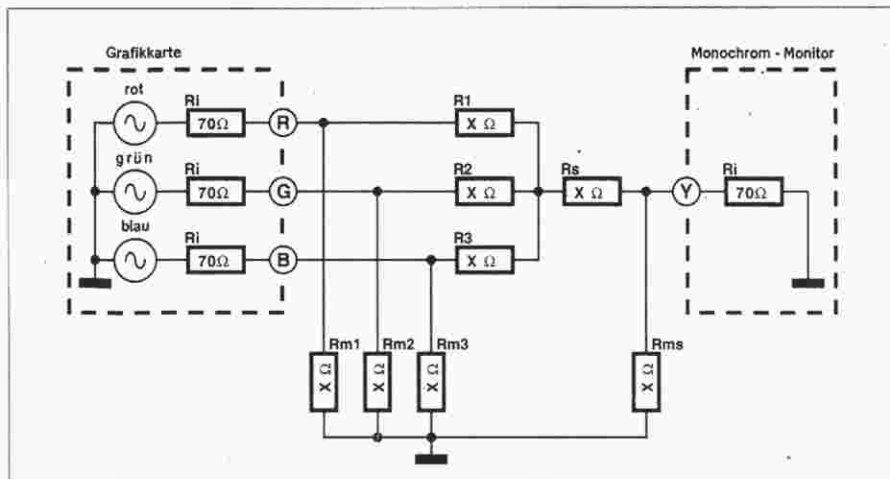 Grafikkarte
Monochrom - Monitor
rot
Ri
70Ω
R
R1
X Ω
grün
Ri
70Ω
G
R2
X Ω
Rs
X Ω
Y
Ri
70Ω
blau
Ri
70Ω
B
R3
X Ω
Rm1
X Ω
Rm2
X Ω
Rm3
X Ω
Rms
X Ω